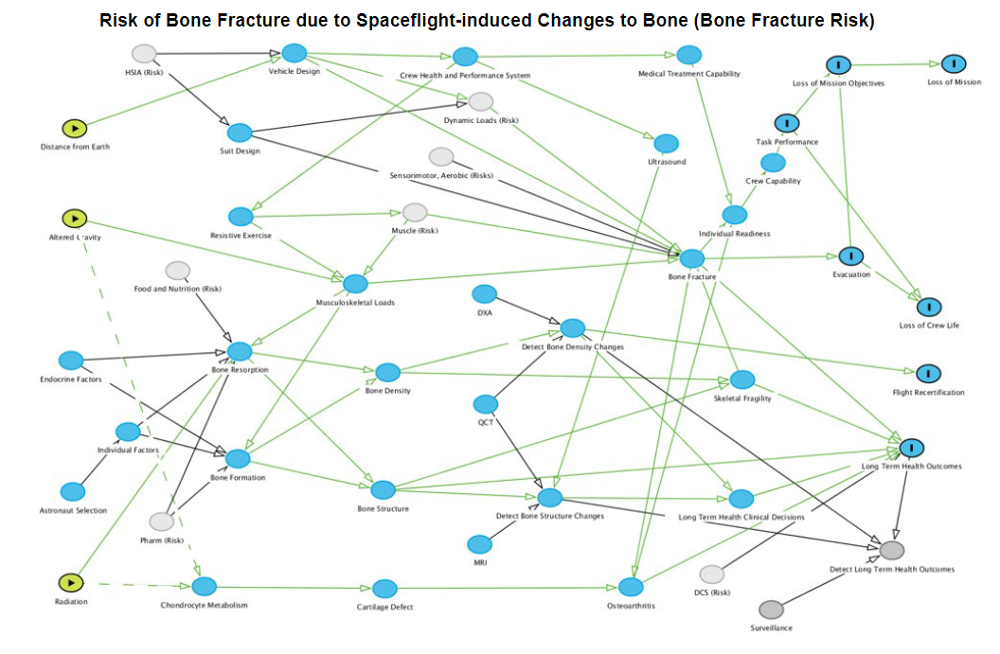 Risk of Bone Fracture due to Spaceflight-induced Changes to Bone (Bone Fracture Risk)
HSIA (Risk)
Vehicle Design
Crew Health and Performance System
Medical Treatment Capability
Loss of Mission Objectives
Loss of Mission
Distance from Earth
Suit Design
Dynamic Loads (Risk)
Task Performance
Ultrasound
Sensorimotor, Aerobic (Risks)
Crew Capability
Altered Gravity
Resistive Exercise
Muscle (Risk)
Individual Readiness
Bone Fracture
Evacuation
Food and Nutrition (Risk)
Musculoskeletal Loads
DXA
Loss of Crew Life
Endocrine Factors
Bone Resorption
Detect Bone Density Changes
Bone Density
Skeletal Fragility
Flight Recertification
QCT
Individual Factors
Bone Formation
Long Term Health Outcomes
Astronaut Selection
Bone Structure
Detect Bone Structure Changes
Long Term Health Clinical Decisions
Pharm (Risk)
MRI
Detect Long Term Health Outcomes
Radiation
Chondrocyte Metabolism
Cartilage Defect
Osteoarthritis
DCS (Risk)
Surveillance